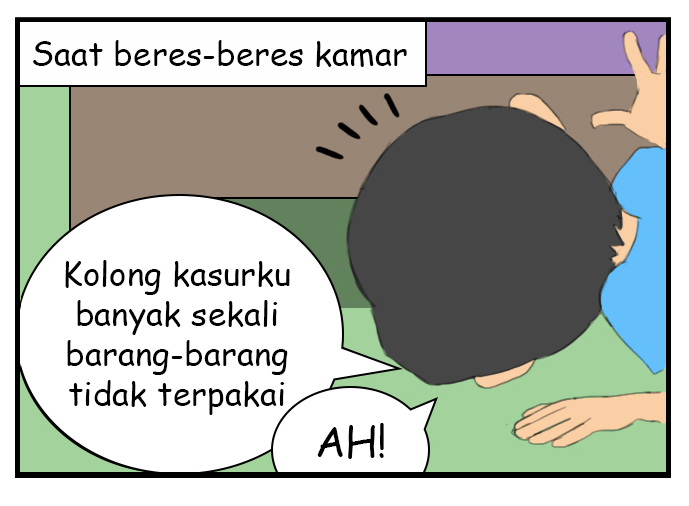 Saat beres-beres kamar
Kolong kasurku
banyak sekali
barang-barang
tidak terpakai
AH!